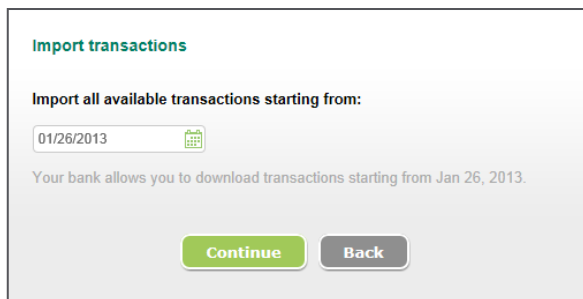 Import transactions
Import all available transactions starting from:
01/26/2013
Your bank allows you to download transactions starting from Jan 26, 2013.
Continue Back